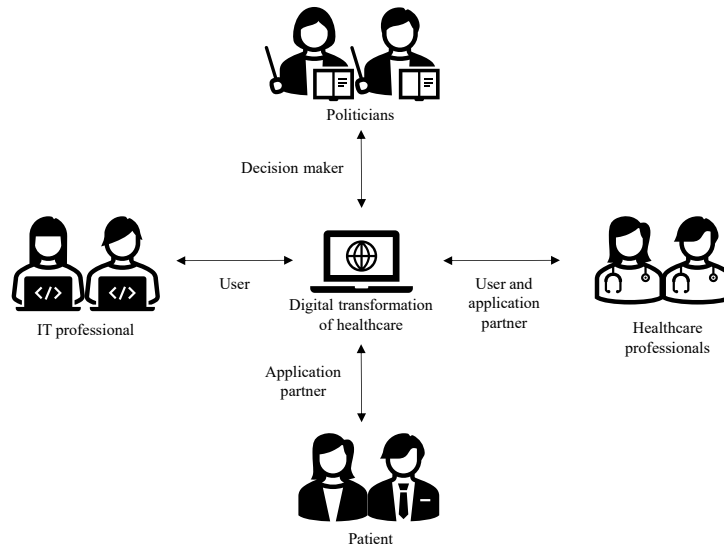 Politicians
Decision maker
</>
</>
User
Digital transformation
of healthcare
User and
application
partner
IT professional
Healthcare
professionals
Application
partner
Patient